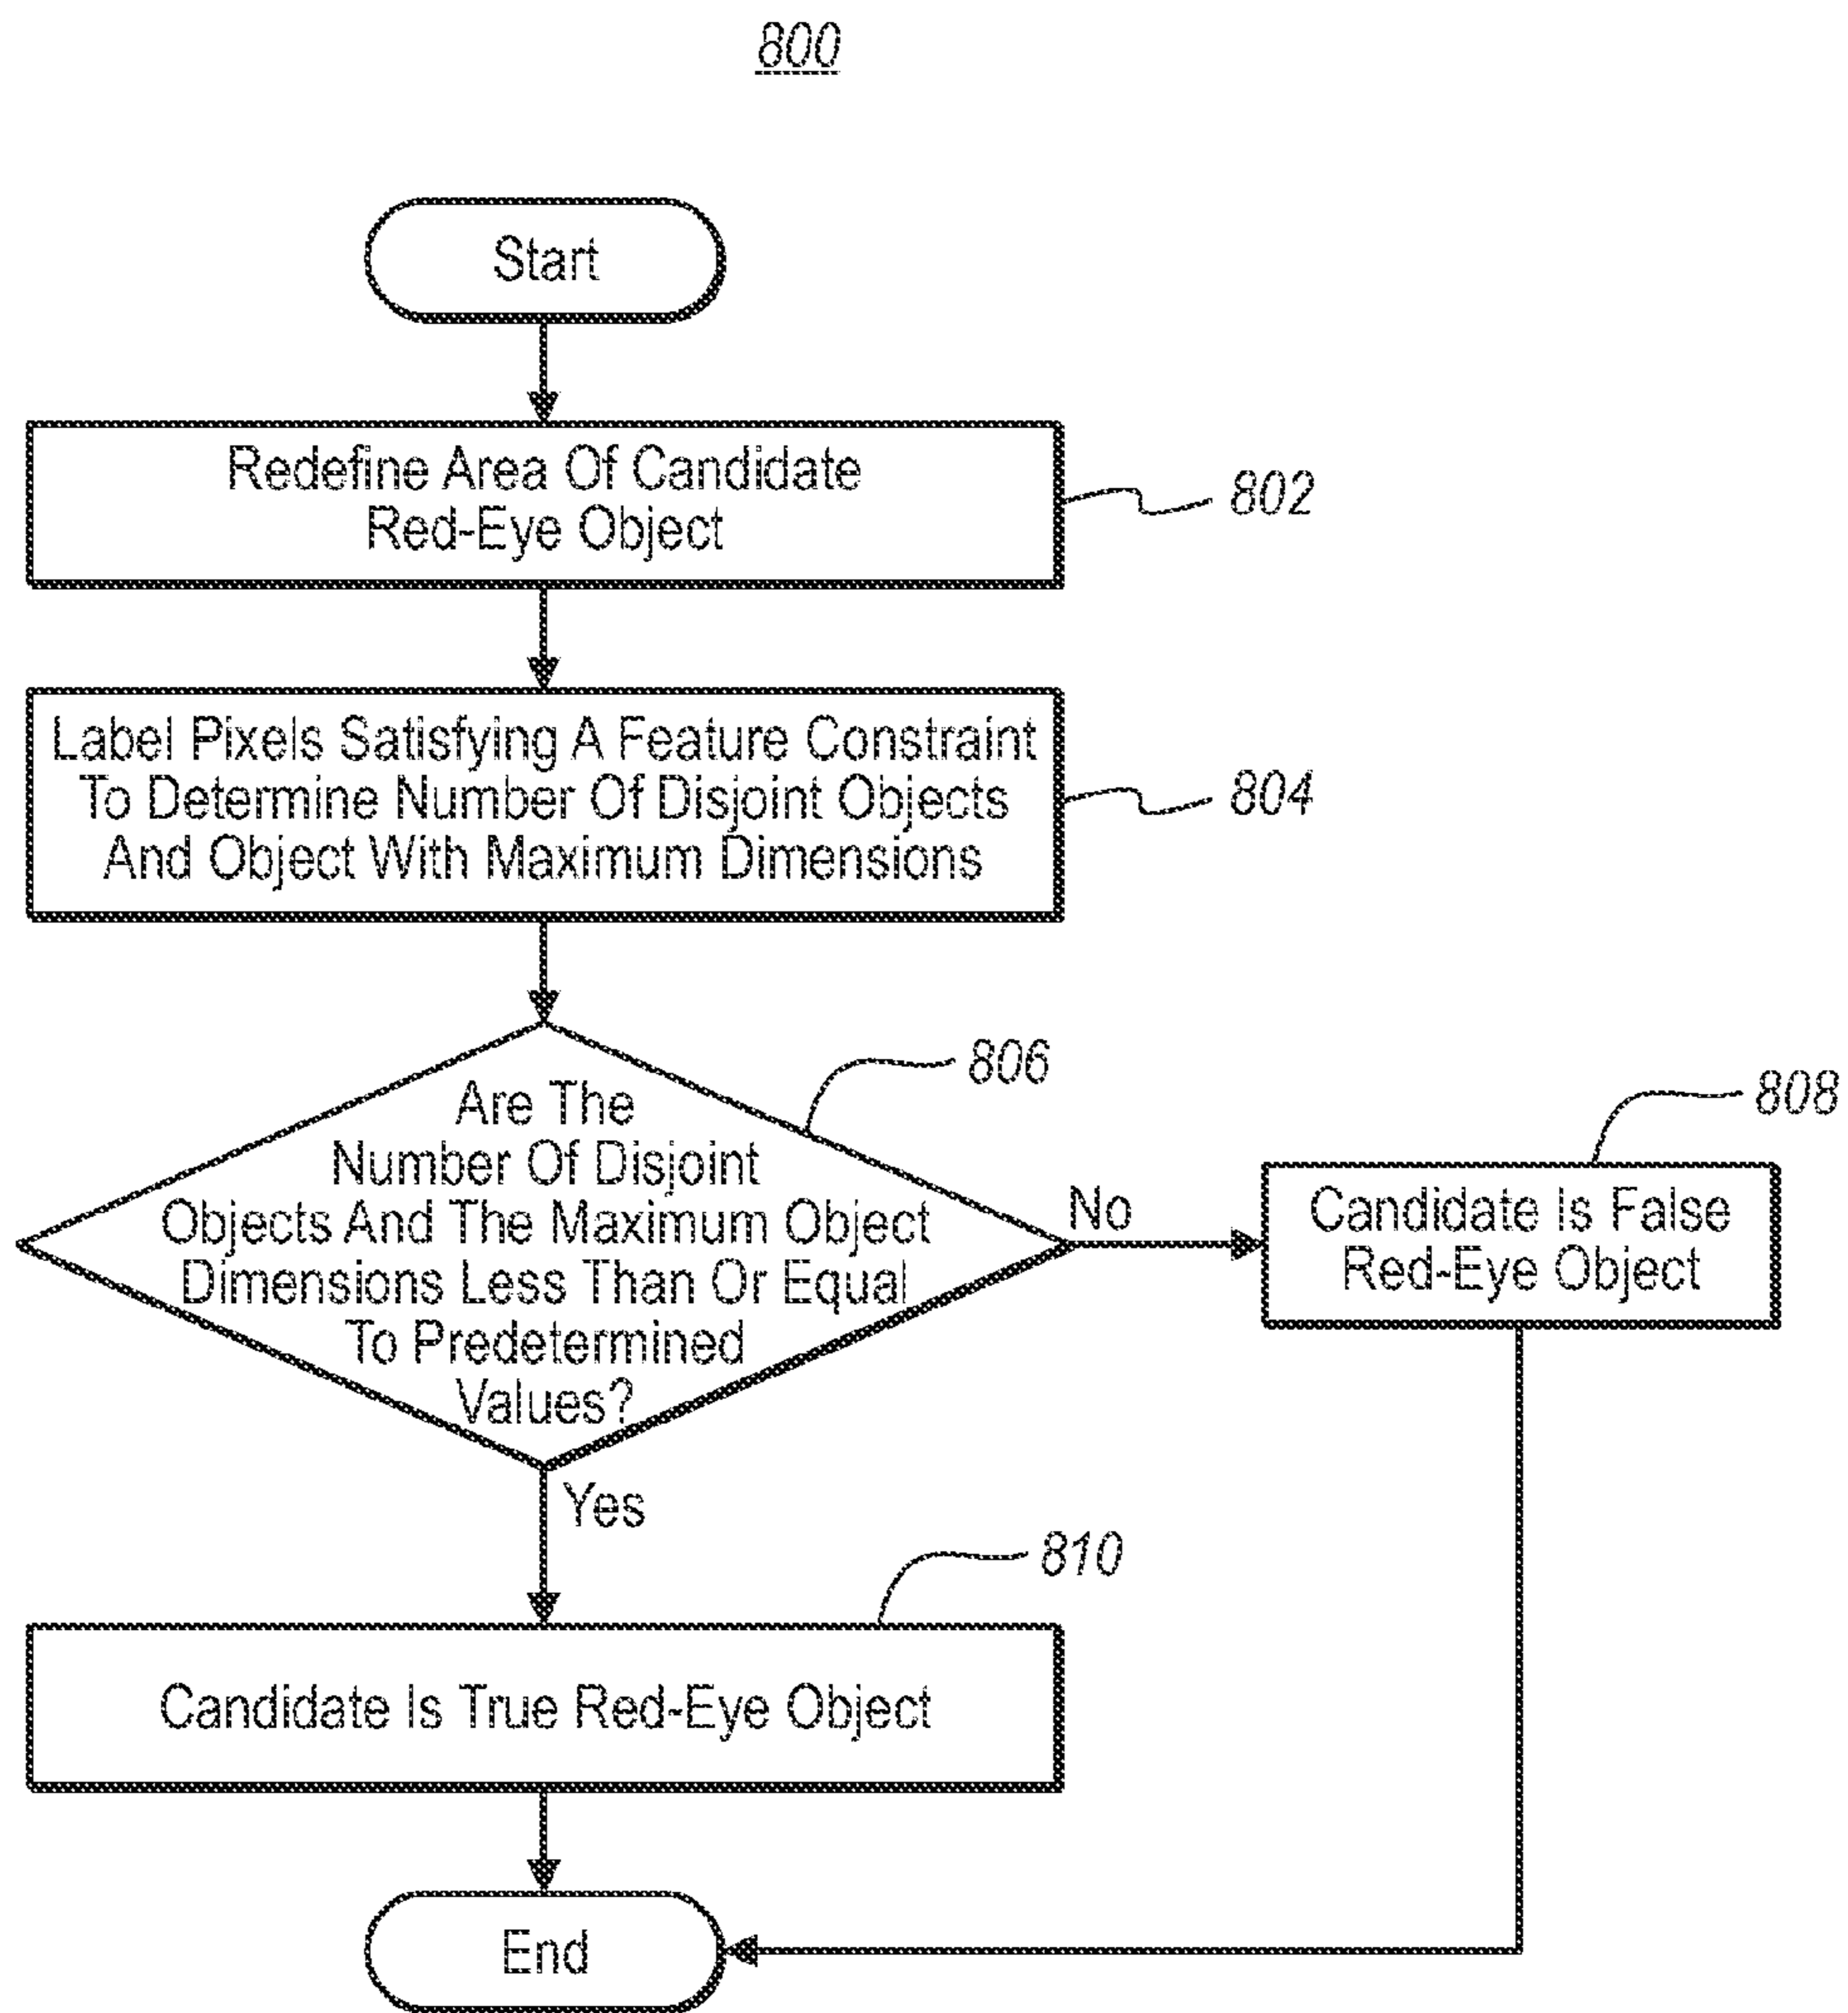 800
Start
Redefine Area Of Candidate
Red-Eye Object
802
Label Pixels Satisfying A Feature Constraint
To Determine Number Of Disjoint Objects
And Object With Maximum Dimensions
804
Are The
Number Of Disjoint
Objects And The Maximum Object
Dimensions Less Than Or Equal
To Predetermined
Values?
806
No
Candidate Is False
Red-Eye Object
808
Yes
810
Candidate Is True Red-Eye Object
End